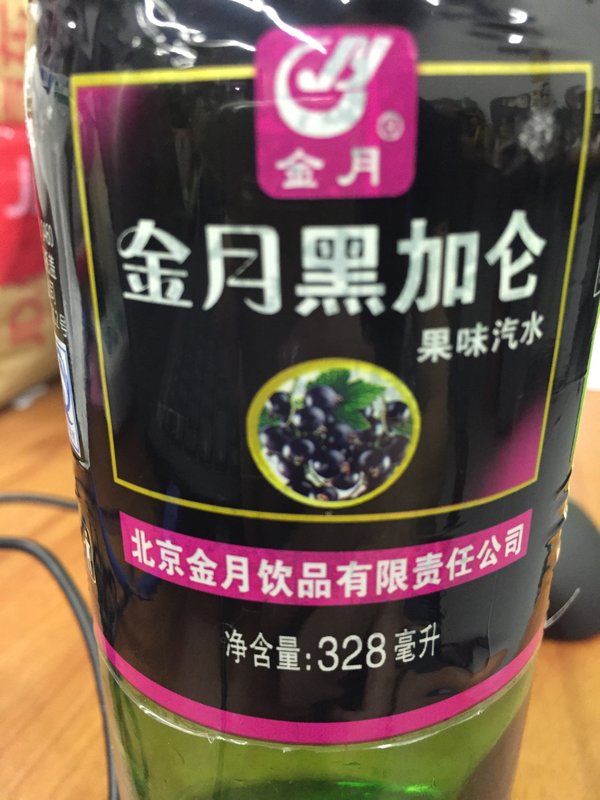 金月
金月黑加仑
果味汽水
北京金月饮品有限责任公司
净含量:328毫升